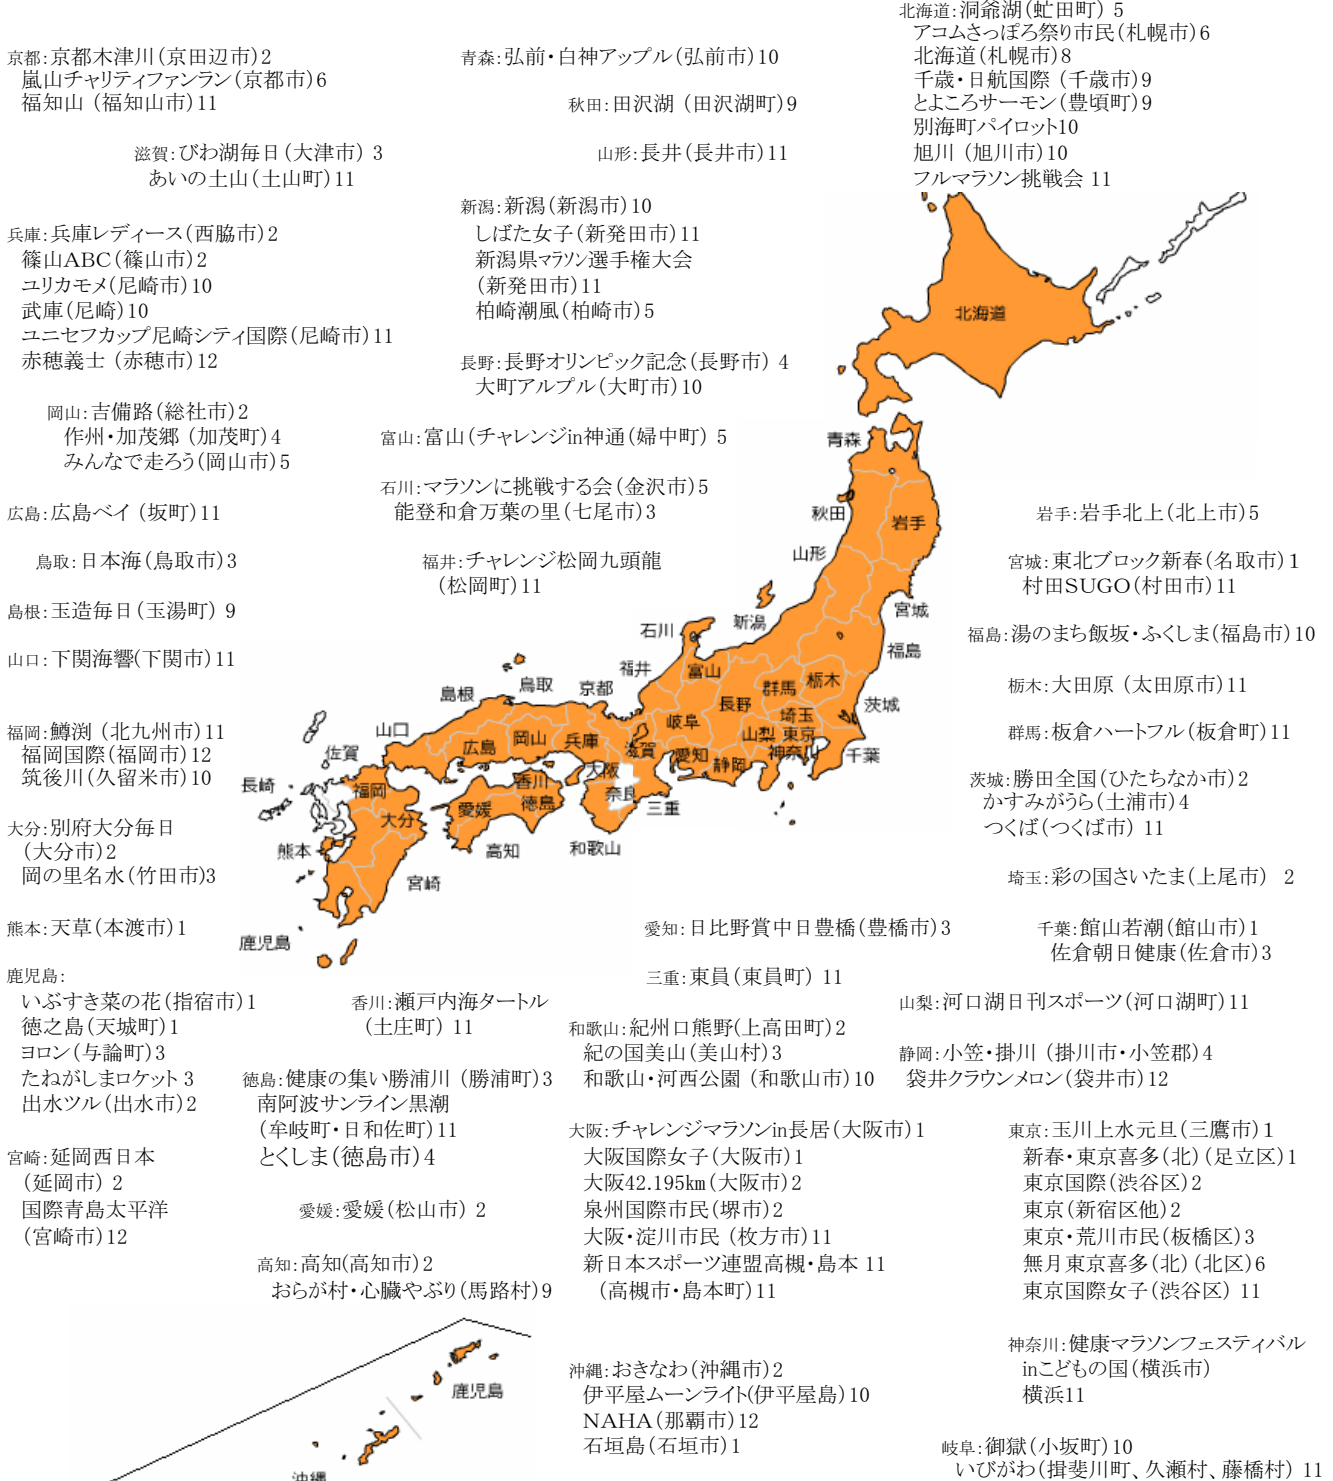 北海道:洞爺湖(虻田町) 5
アコムさっぽろ祭り市民(札幌市)6
北海道(札幌市)8
千歳・日航国際 (千歳市)9
とよころサーモン(豊頃町)9
別海町パイロット10
旭川 (旭川市)10
フルマラソン挑戦会 11
京都:京都木津川(京田辺市)2
嵐山チャリティファンラン(京都市)6
福知山 (福知山市)11
青森:弘前・白神アップル(弘前市)10
秋田:田沢湖 (田沢湖町)9
滋賀:びわ湖毎日(大津市) 3
あいの土山(土山町)11
山形:長井(長井市)11
新潟:新潟(新潟市)10
しばた女子(新発田市)11
新潟県マラソン選手権大会
(新発田市)11
柏崎潮風(柏崎市)5
兵庫:兵庫レディース(西脇市)2
篠山ABC(篠山市)2
ユリカモメ(尼崎市)10
武庫(尼崎)10
ユニセフカップ尼崎シティ国際(尼崎市)11
赤穂義士 (赤穂市)12
長野:長野オリンピック記念(長野市) 4
大町アルプル(大町市)10
岡山:吉備路(総社市)2
作州・加茂郷 (加茂町)4
みんなで走ろう(岡山市)5
富山:富山(チャレンジin神通(婦中町) 5
石川:マラソンに挑戦する会(金沢市)5
能登和倉万葉の里(七尾市)3
広島:広島ベイ (坂町)11
鳥取:日本海(鳥取市)3
福井:チャレンジ松岡九頭龍
(松岡町)11
島根:玉造毎日(玉湯町) 9
山口:下関海響(下関市)11
福岡:鱒渕 (北九州市)11
福岡国際(福岡市)12
筑後川(久留米市)10
大分:別府大分毎日
(大分市)2
岡の里名水(竹田市)3
熊本:天草(本渡市)1
鹿児島:
いぶすき菜の花(指宿市)1
徳之島(天城町)1
ヨロン(与論町)3
たねがしまロケット 3
出水ツル(出水市)2
宮崎:延岡西日本
(延岡市) 2
国際青島太平洋
(宮崎市)12
北海道
青森
秋田
岩手
山形
宮城
新潟
石川
福島
福井
富山
群馬
栃木
島根
鳥取
京都
長野
茨城
岐阜
埼玉
山口
広島
岡山
兵庫
滋賀
愛知
山梨
東京
神奈川
千葉
静岡
佐賀
長崎
福岡
大阪
香川
奈良
愛媛
徳島
三重
大分
熊本
高知
和歌山
宮崎
鹿児島
岩手:岩手北上(北上市)5
宮城:東北ブロック新春(名取市)1
村田SUGO(村田市)11
福島:湯のまち飯坂・ふくしま(福島市)10
栃木:大田原 (太田原市)11
群馬:板倉ハートフル(板倉町)11
茨城:勝田全国(ひたちなか市)2
かすみがうら(土浦市)4
つくば(つくば市) 11
埼玉:彩の国さいたま(上尾市) 2
千葉:館山若潮(館山市)1
佐倉朝日健康(佐倉市)3
愛知:日比野賞中日豊橋(豊橋市)3
三重:東員(東員町) 11
山梨:河口湖日刊スポーツ(河口湖町)11
静岡:小笠・掛川 (掛川市・小笠郡)4
袋井クラウンメロン(袋井市)12
香川:瀬戸内海タートル
(土庄町) 11
和歌山:紀州口熊野(上高田町)2
紀の国美山(美山村)3
和歌山・河西公園 (和歌山市)10
徳島:健康の集い勝浦川 (勝浦町)3
南阿波サンライン黒潮
(牟岐町・日和佐町)11
とくしま(徳島市)4
愛媛:愛媛(松山市) 2
高知:高知(高知市)2
おらが村・心臓やぶり(馬路村)9
大阪:チャレンジマラソンin長居(大阪市)1
大阪国際女子(大阪市)1
大阪42.195km(大阪市)2
泉州国際市民(堺市)2
大阪・淀川市民 (枚方市)11
新日本スポーツ連盟高槻・島本 11
(高槻市・島本町)11
東京:玉川上水元旦(三鷹市)1
新春・東京喜多(北)(足立区)1
東京国際(渋谷区)2
東京(新宿区他)2
東京・荒川市民(板橋区)3
無月東京喜多(北)(北区)6
東京国際女子(渋谷区) 11
神奈川:健康マラソンフェスティバル
inこどもの国(横浜市)
横浜11
沖縄:おきなわ(沖縄市)2
伊平屋ムーンライト(伊平屋島)10
NAHA(那覇市)12
石垣島(石垣市)1
岐阜:御獄(小坂町)10
いびがわ(揖斐川町、久瀬村、藤橋村) 11
鹿児島
沖縄